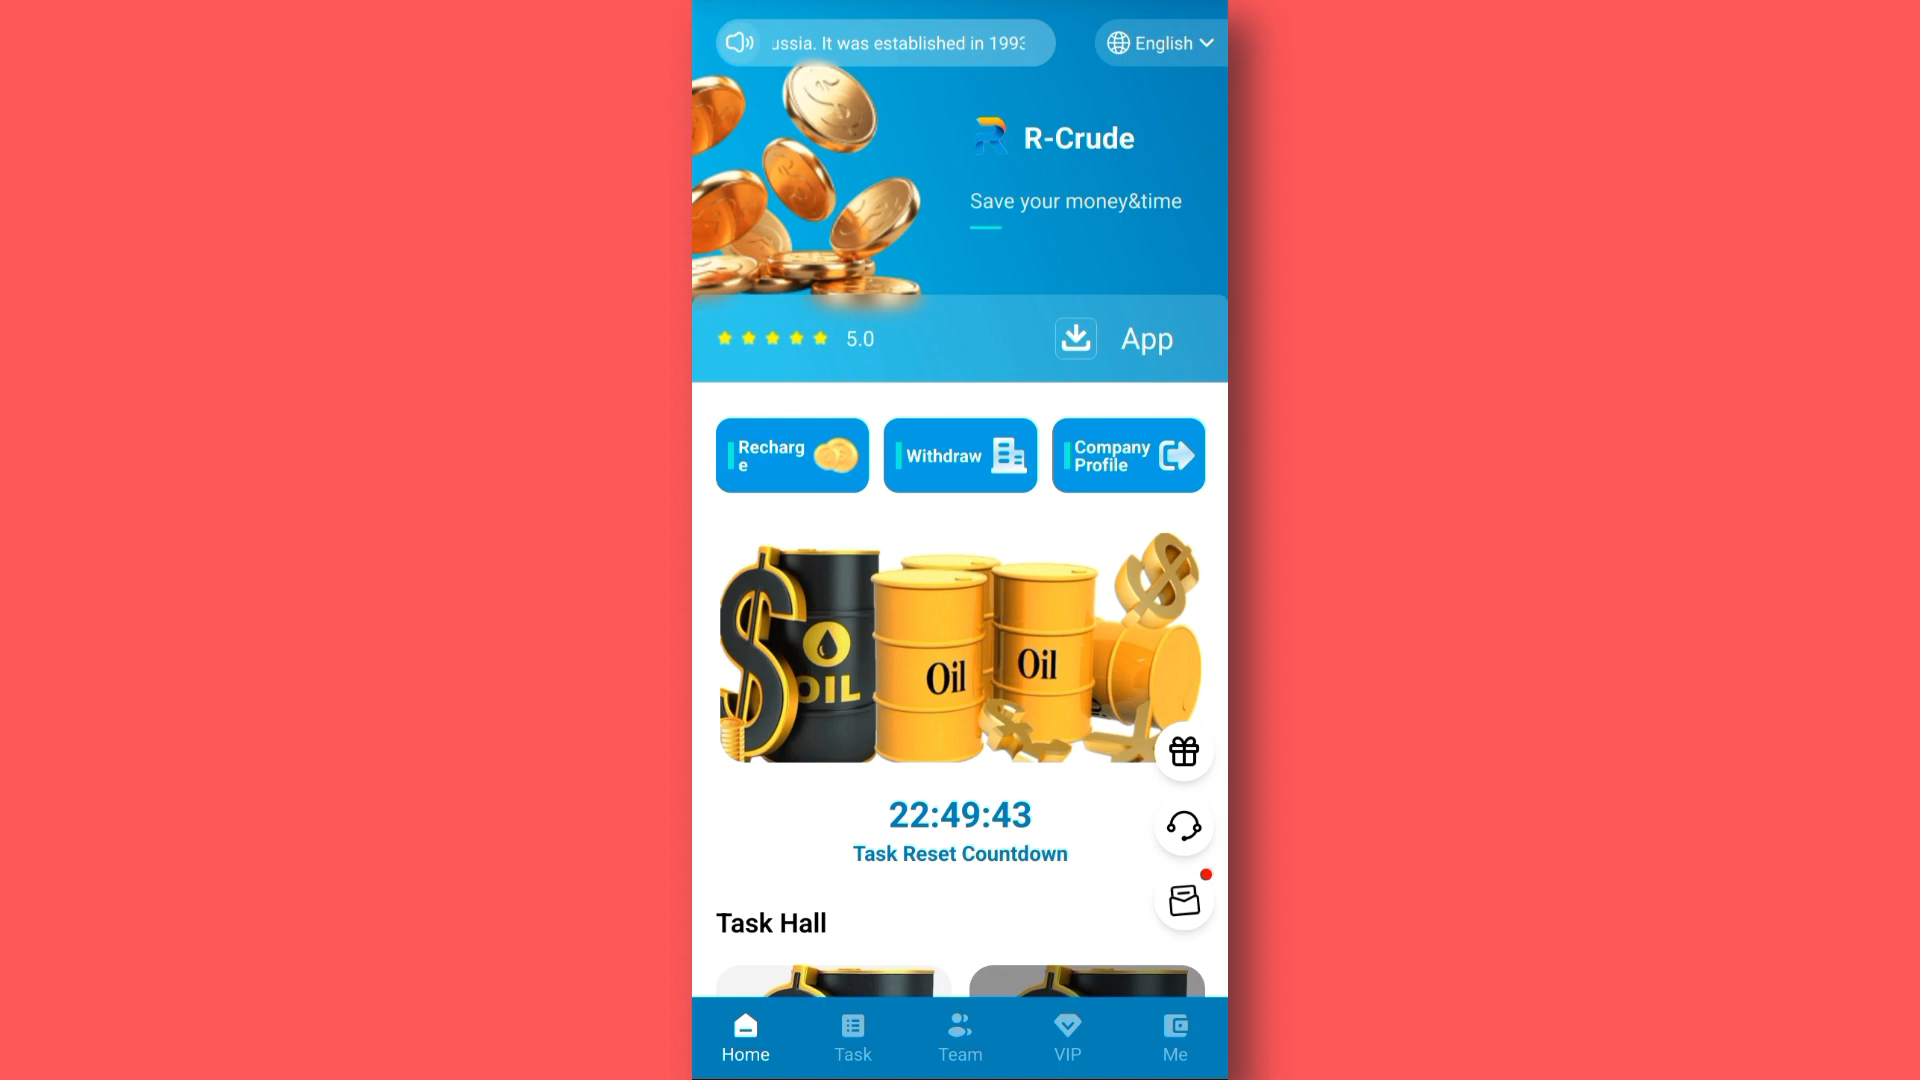 ussia. It was established in 1993
English
R-Crude
Save your money&time
5.0
App
Recharg
e
Withdraw
Company
Profile
OIL
Oil
Oil
22:49:43
Task Reset Countdown
Task Hall
Home
Task
Team
VIP
Me